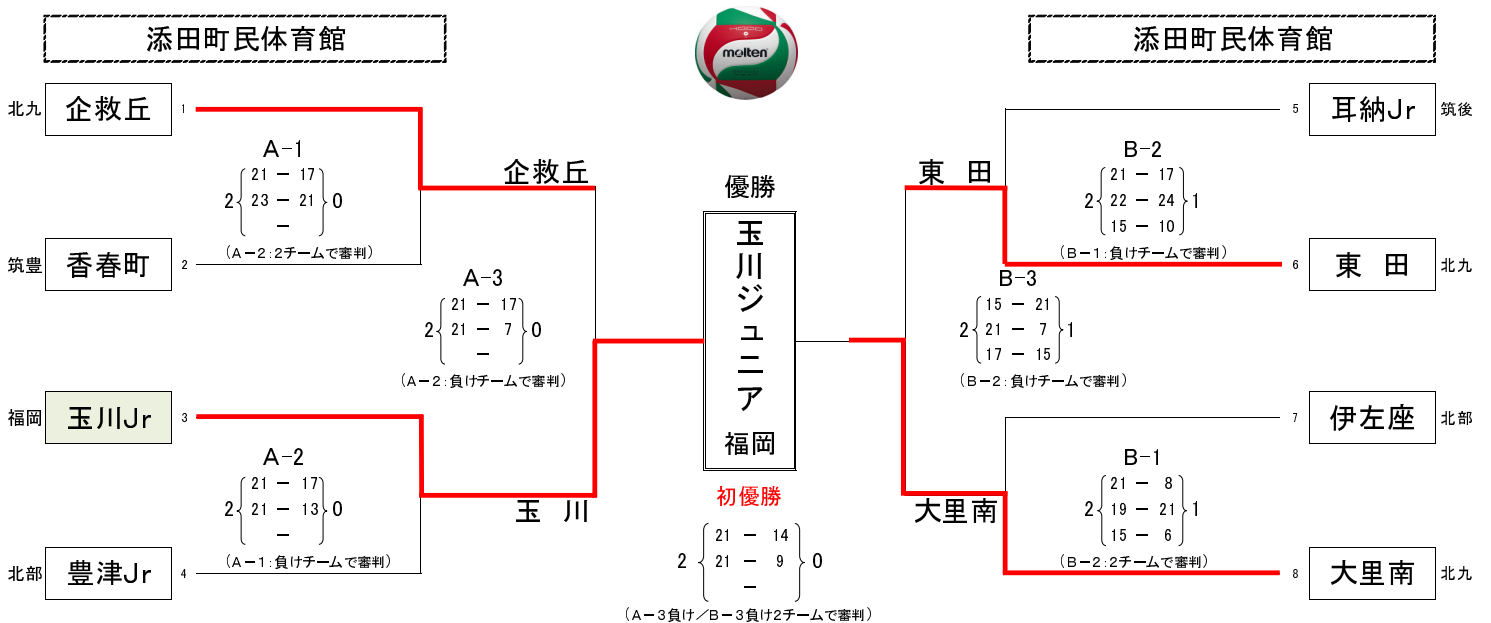 添田町民体育館
北九 企救丘 1
A-1
21 － 17
2 23 － 21 0
－
(A－2：2チームで審判)
筑豊 香春町 2
企救丘
A-3
21 － 17
2 21 － 7 0
－
(A－2：負けチームで審判)
福岡 玉川Jr 3
A-2
21 － 17
2 21 － 13 0
－
(A－1：負けチームで審判)
北部 豊津Jr 4
玉 川
molten
優勝
玉川ジュニア
福岡
初優勝
21 － 14
2 21 － 9 0
－
(A－3負け／B－3負け2チームで審判)
添田町民体育館
5 耳納Jr 筑後
東 田
B-2
21 － 17
2 22 － 24 1
15 － 10
(B－1：負けチームで審判)
6 東 田 北九
B-3
15 － 21
2 21 － 7 1
17 － 15
(B－2：負けチームで審判)
7 伊左座 北部
大里南
B-1
21 － 8
2 19 － 21 1
15 － 6
(B－2：2チームで審判)
8 大里南 北九